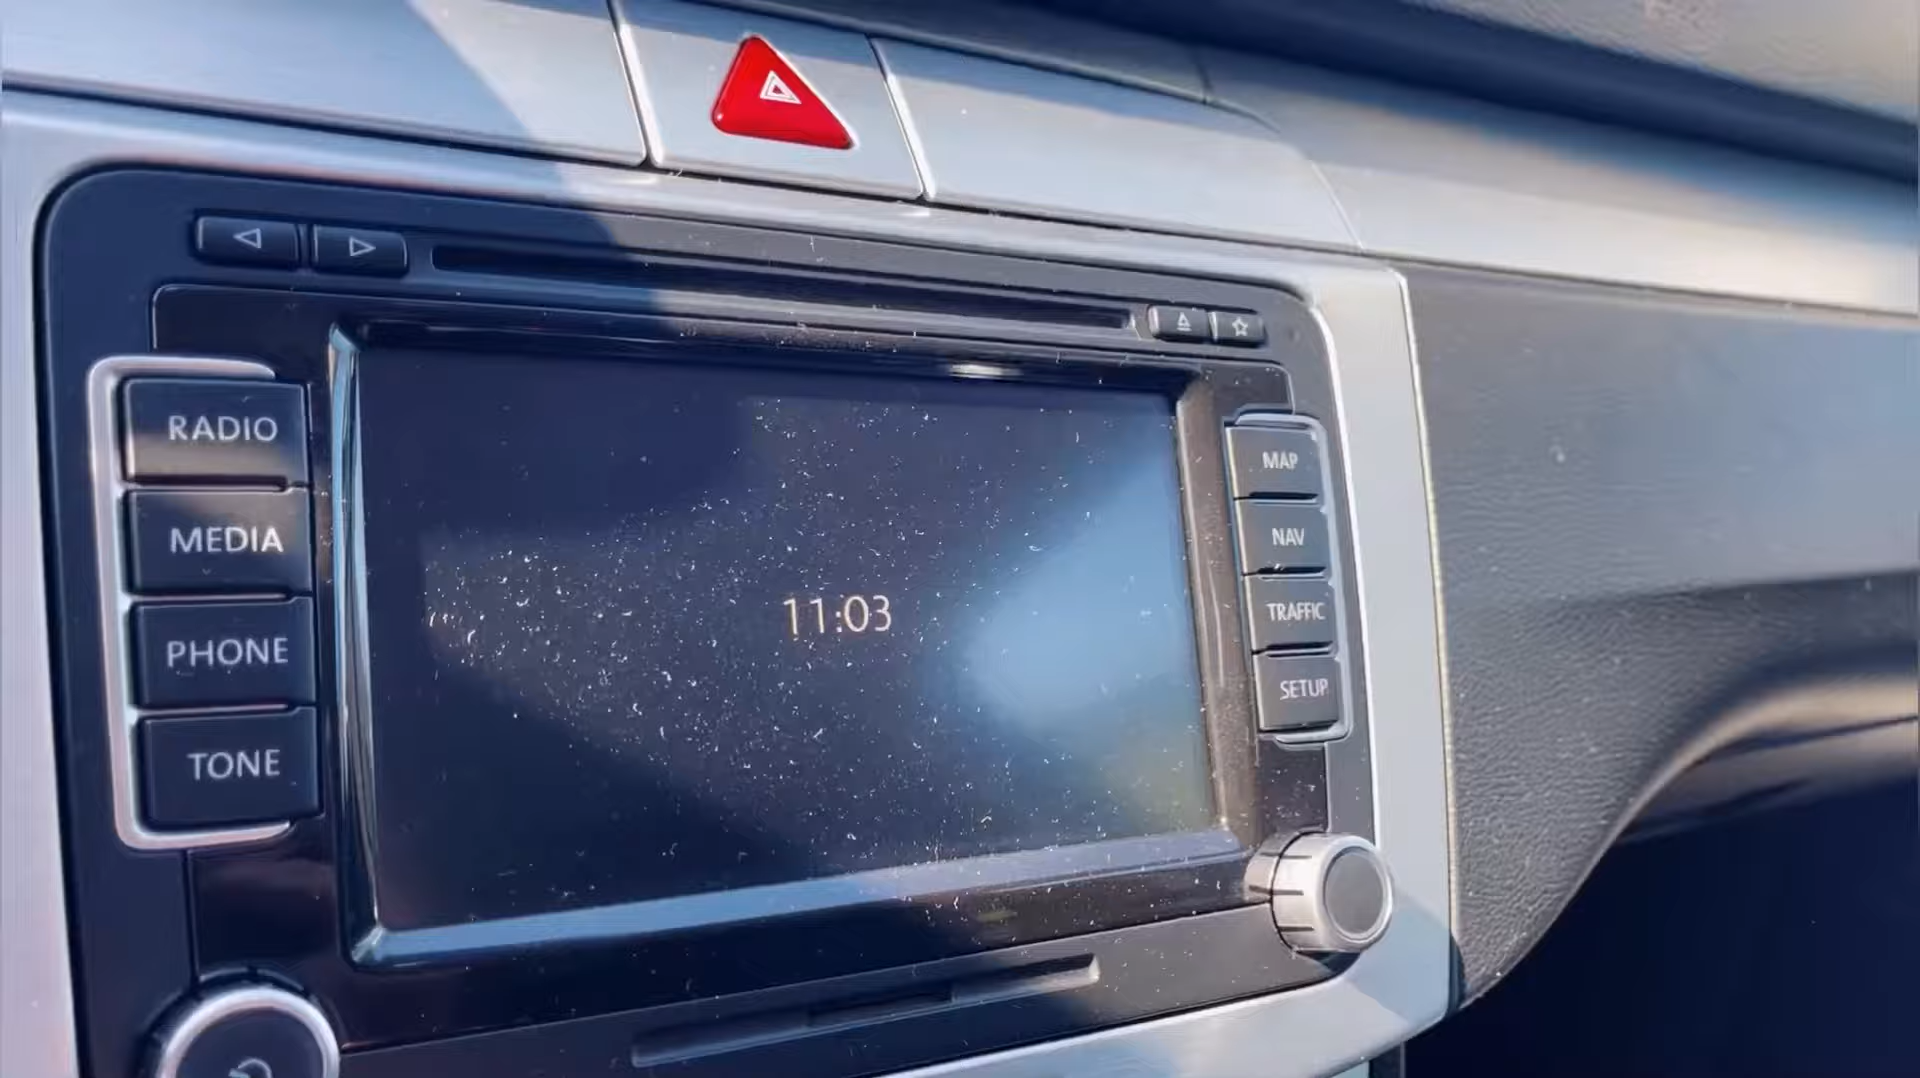 RADIO
MEDIA
PHONE
TONE
11:03
MAP
NAV
TRAFFIC
SETUP